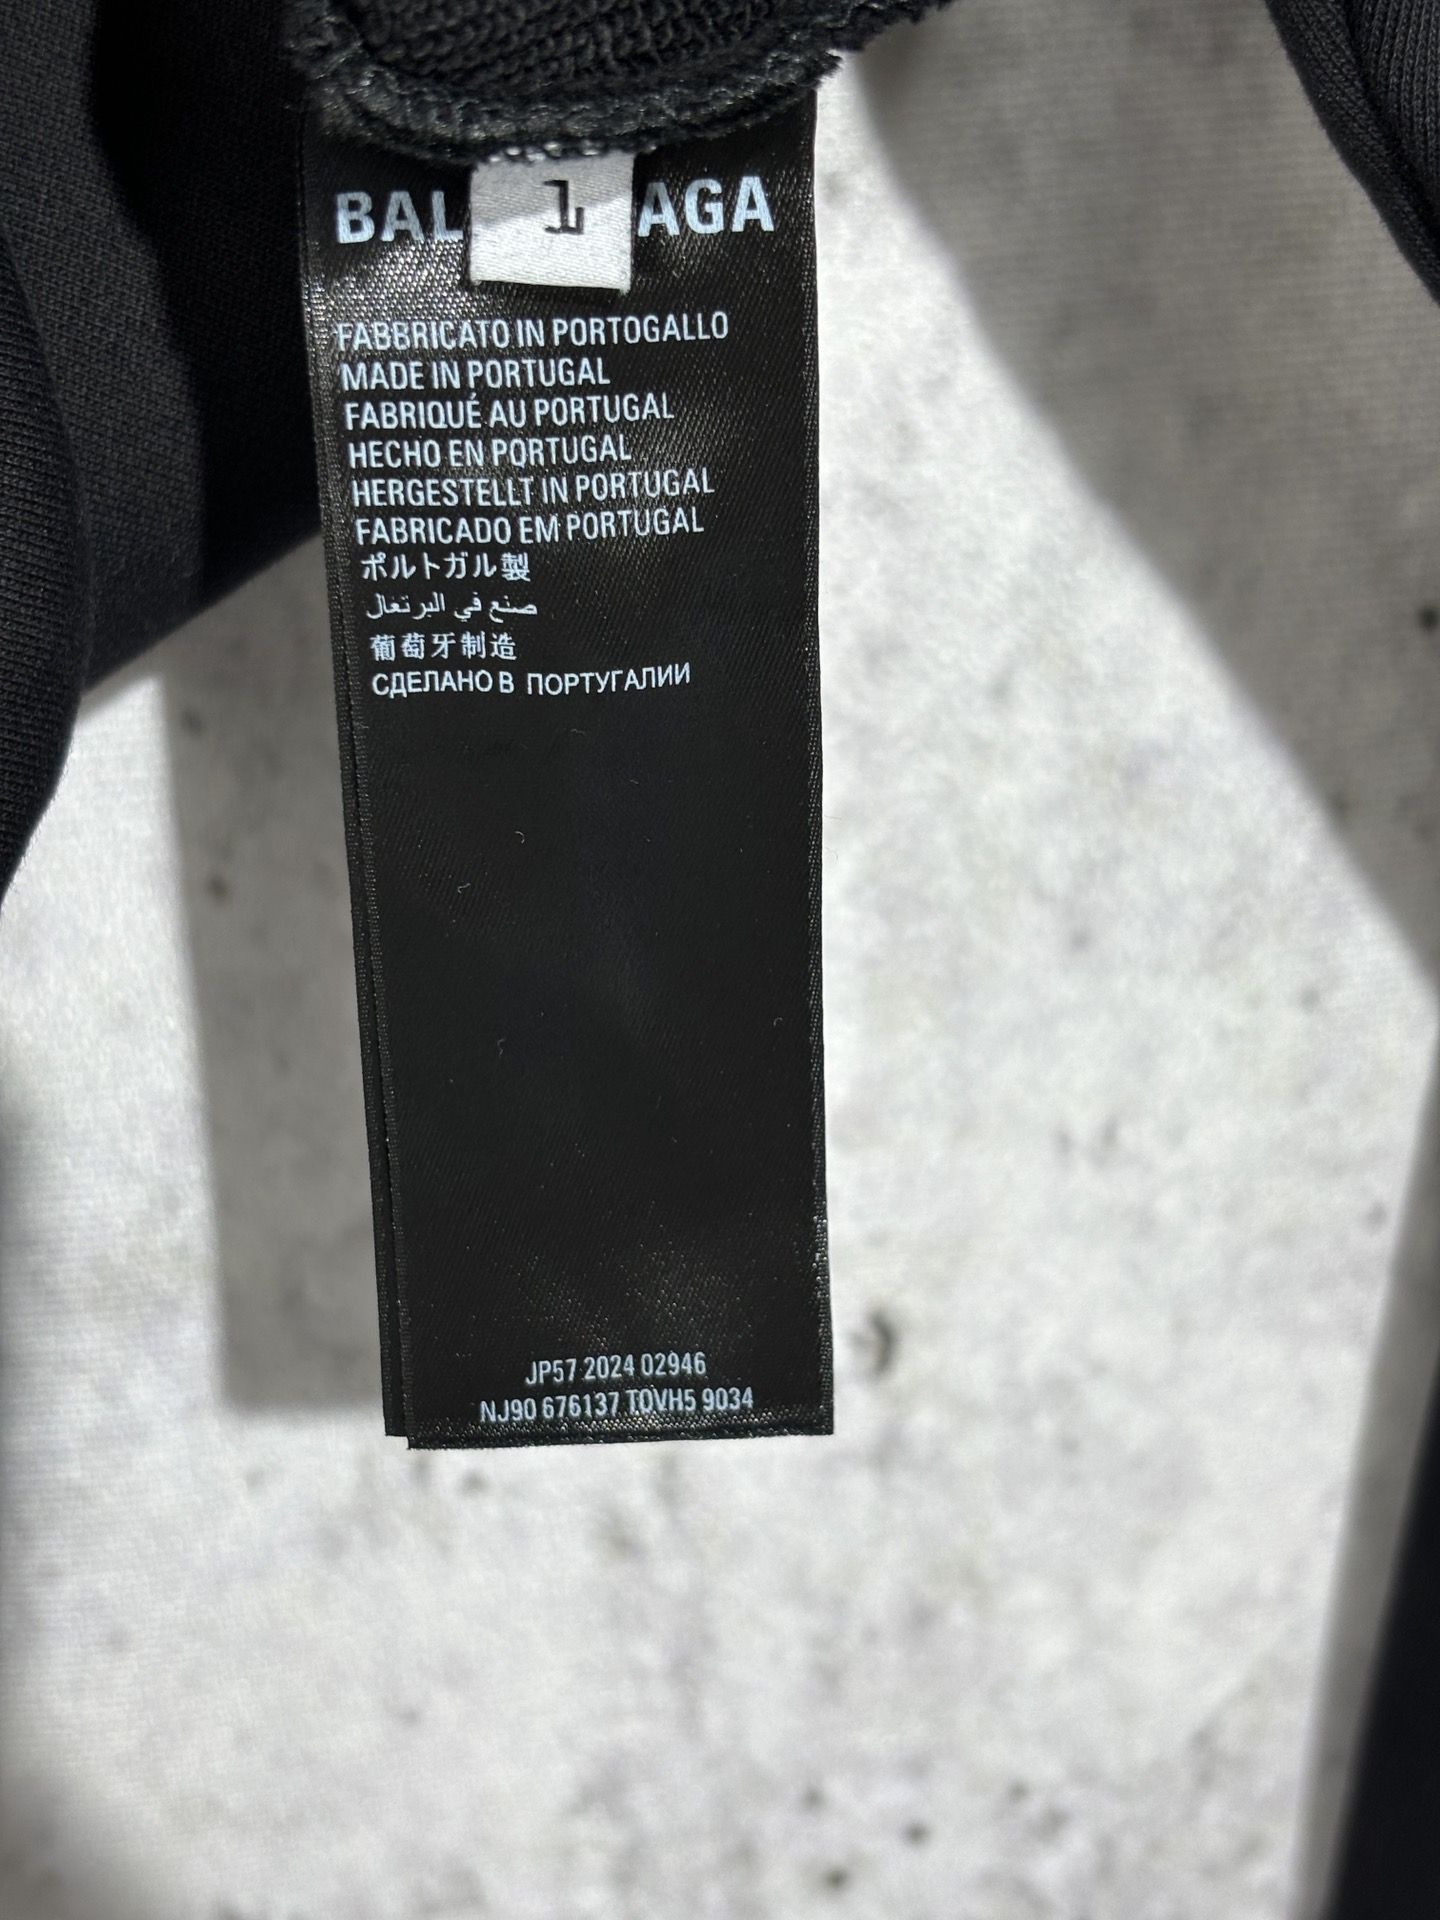 BAL 1 AGA
FABBRICATO IN PORTOGALLO
MADE IN PORTUGAL
FABRIQUÉ AU PORTUGAL
HECHO EN PORTUGAL
HERGESTELLT IN PORTUGAL
FABRICADO EM PORTUGAL
ポルトガル製
صنع في البرتغال
葡萄牙制造
СДЕЛАНО В ПОРТУГАЛИИ
JP57 2024 02946
NJ90 676137 TOVH5 9034